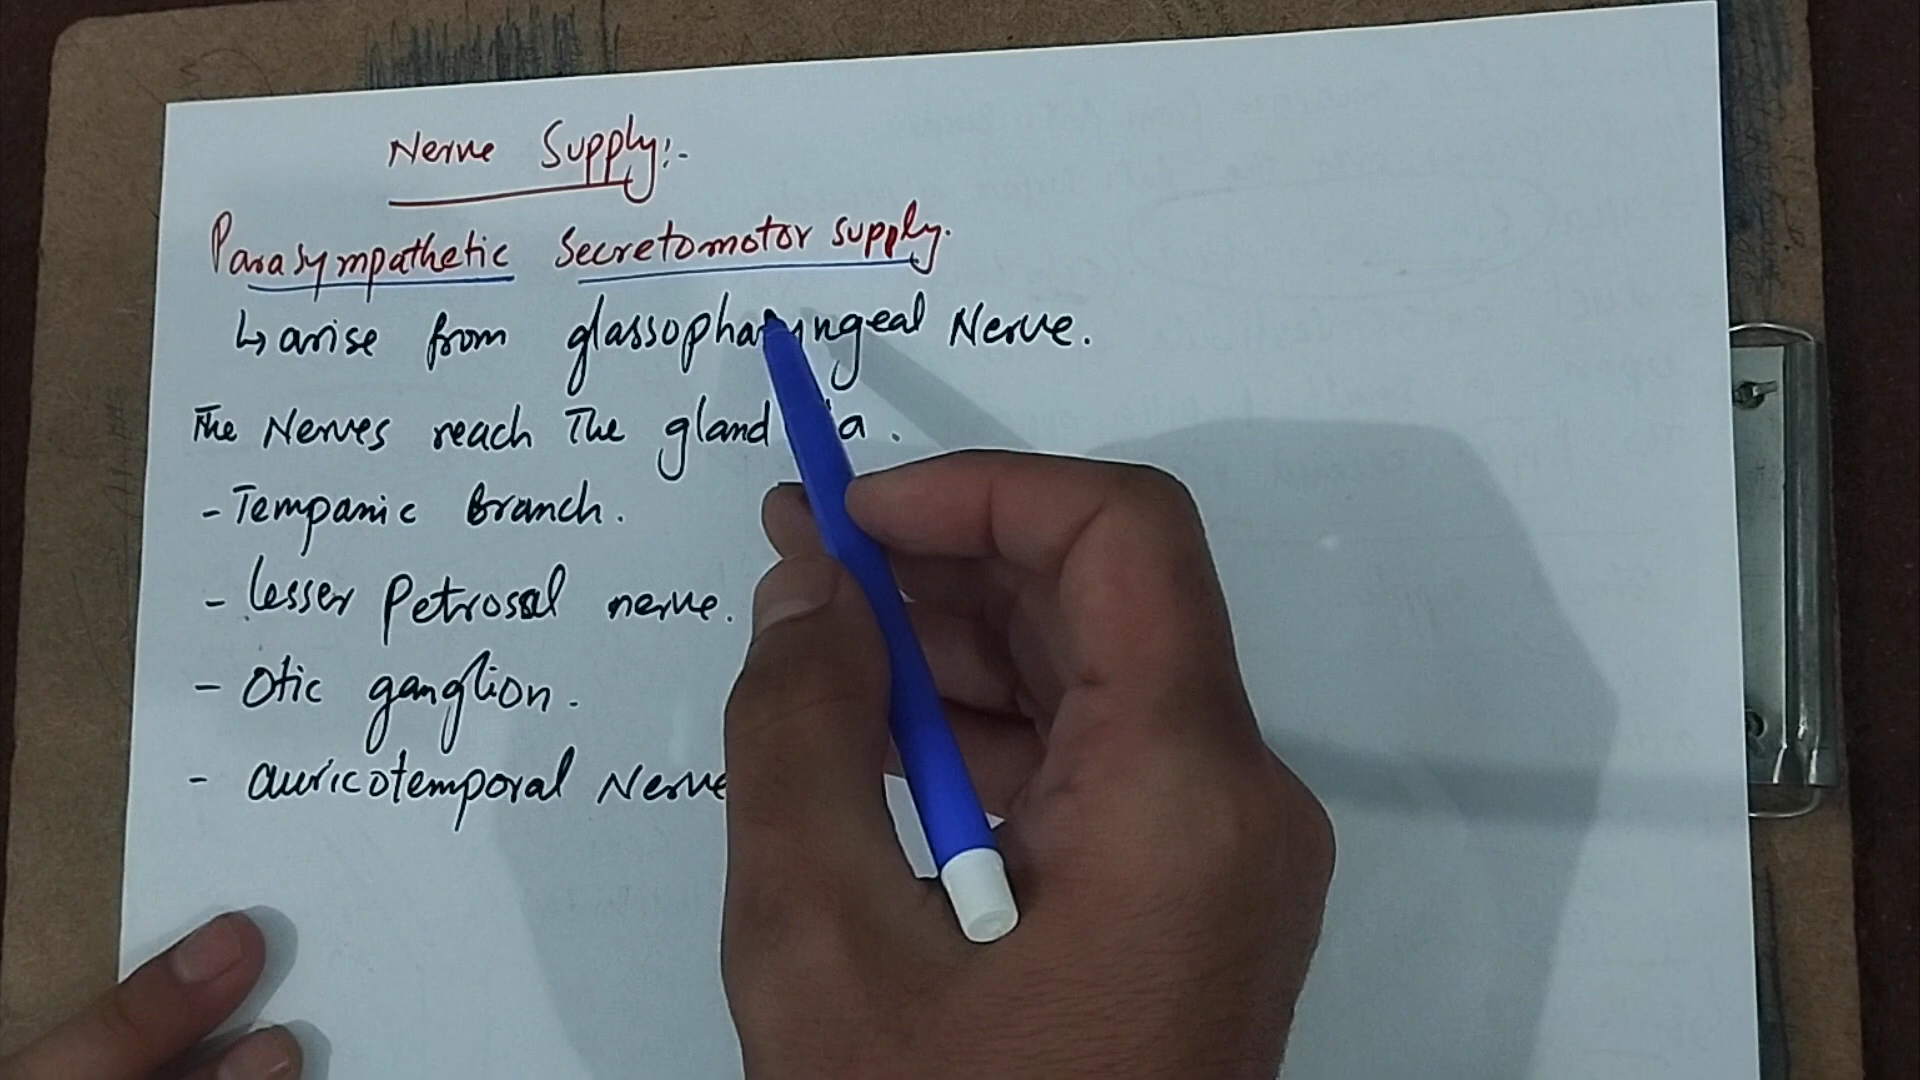 Nerve Supply:-
Parasympathetic Secretomotor supply.
↳ arise from glassopharyngeal Nerve.
The Nerves reach The gland via.
- Tempanic Branch.
- lesser Petrosal nerve.
- Otic ganglion.
- auricotemporal Nerve